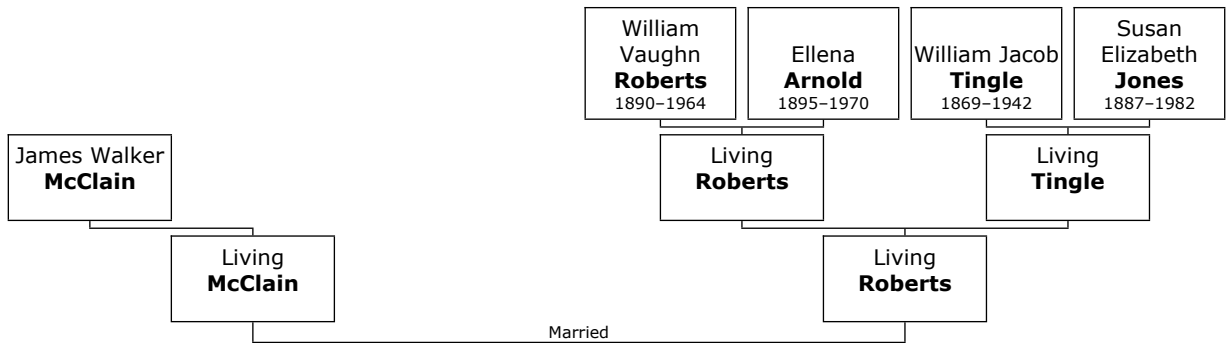 William
Vaughn
Roberts
1890–1964
Ellena
Arnold
1895–1970
William Jacob
Tingle
1869–1942
Susan
Elizabeth
Jones
1887–1982
James Walker
McClain
Living
Roberts
Living
Tingle
Living
McClain
Living
Roberts
Married